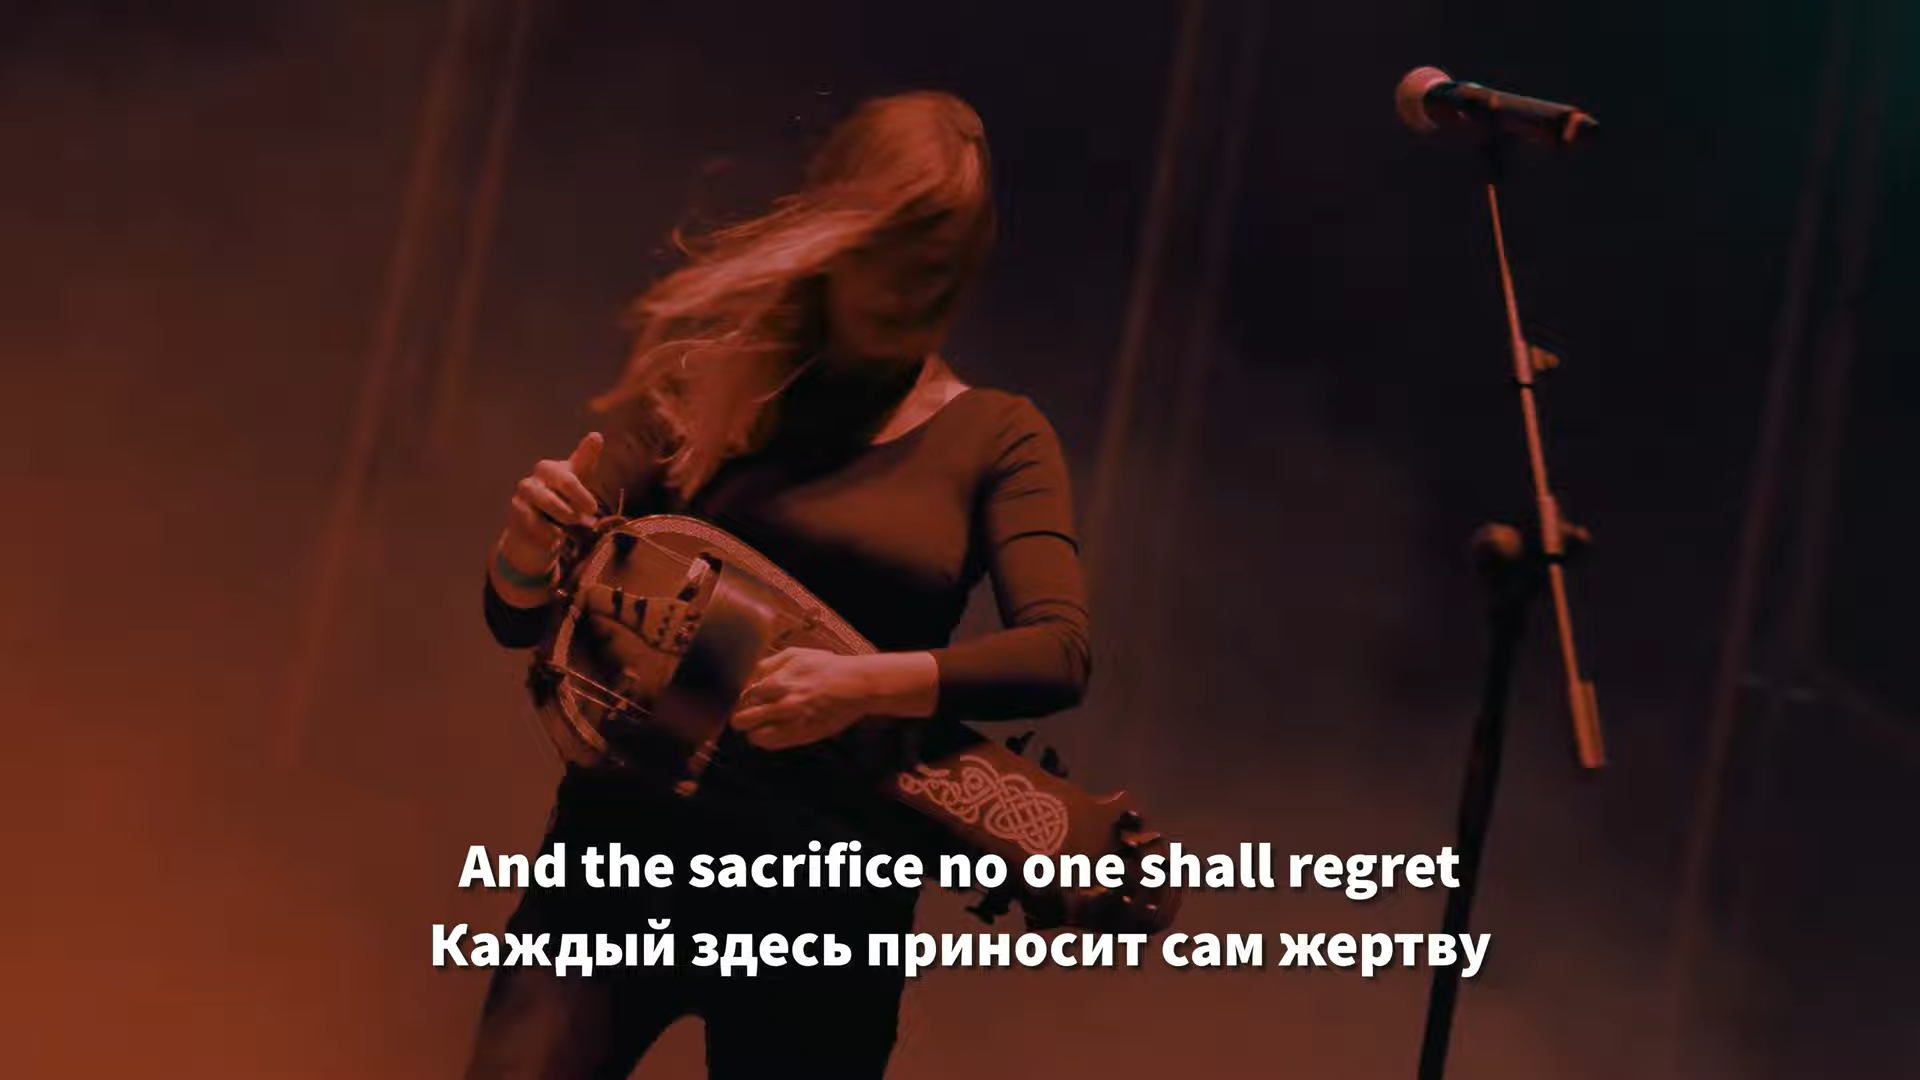 And the sacrifice no one shall regret
Каждый здесь приносит сам жертву